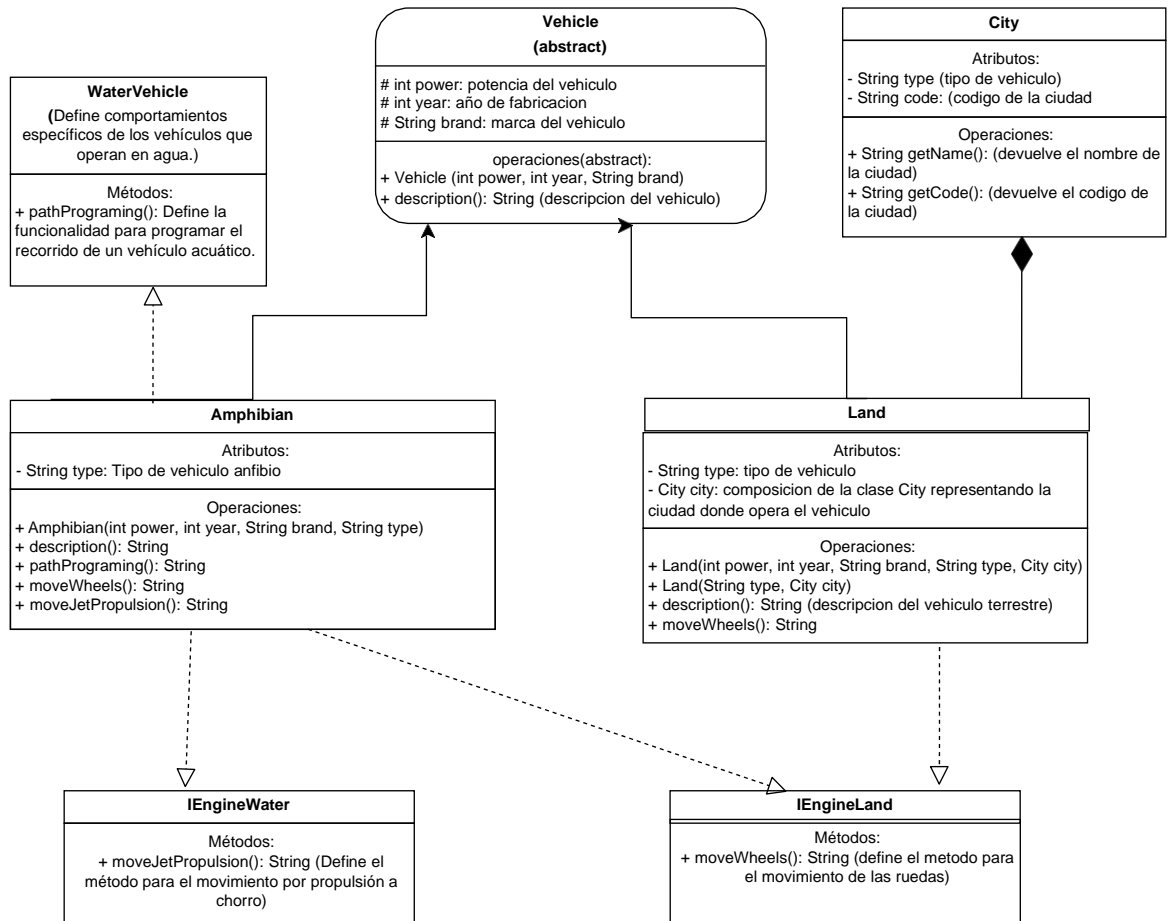 Vehicle
(abstract)
# int power: potencia del vehiculo
# int year: año de fabricacion
# String brand: marca del vehiculo
operaciones(abstract):
+ Vehicle (int power, int year, String brand)
+ description(): String (descripcion del vehiculo)
City
Atributos:
- String type (tipo de vehiculo)
- String code: (codigo de la ciudad
Operaciones:
+ String getName(): (devuelve el nombre de
la ciudad)
+ String getCode(): (devuelve el codigo de
la ciudad)
WaterVehicle
(Define comportamientos
específicos de los vehículos que
operan en agua.)
Métodos:
+ pathPrograming(): Define la
funcionalidad para programar el
recorrido de un vehículo acuático.
Amphibian
Atributos:
- String type: Tipo de vehiculo anfibio
Operaciones:
+ Amphibian(int power, int year, String brand, String type)
+ description(): String
+ pathPrograming(): String
+ moveWheels(): String
+ moveJetPropulsion(): String
Land
Atributos:
- String type: tipo de vehiculo
- City city: composicion de la clase City representando la
ciudad donde opera el vehiculo
Operaciones:
+ Land(int power, int year, String brand, String type, City city)
+ Land(String type, City city)
+ description(): String (descripcion del vehiculo terrestre)
+ moveWheels(): String
IEngineWater
Métodos:
+ moveJetPropulsion(): String (Define el
método para el movimiento por propulsión a
chorro)
IEngineLand
Métodos:
+ moveWheels(): String (define el metodo para
el movimiento de las ruedas)